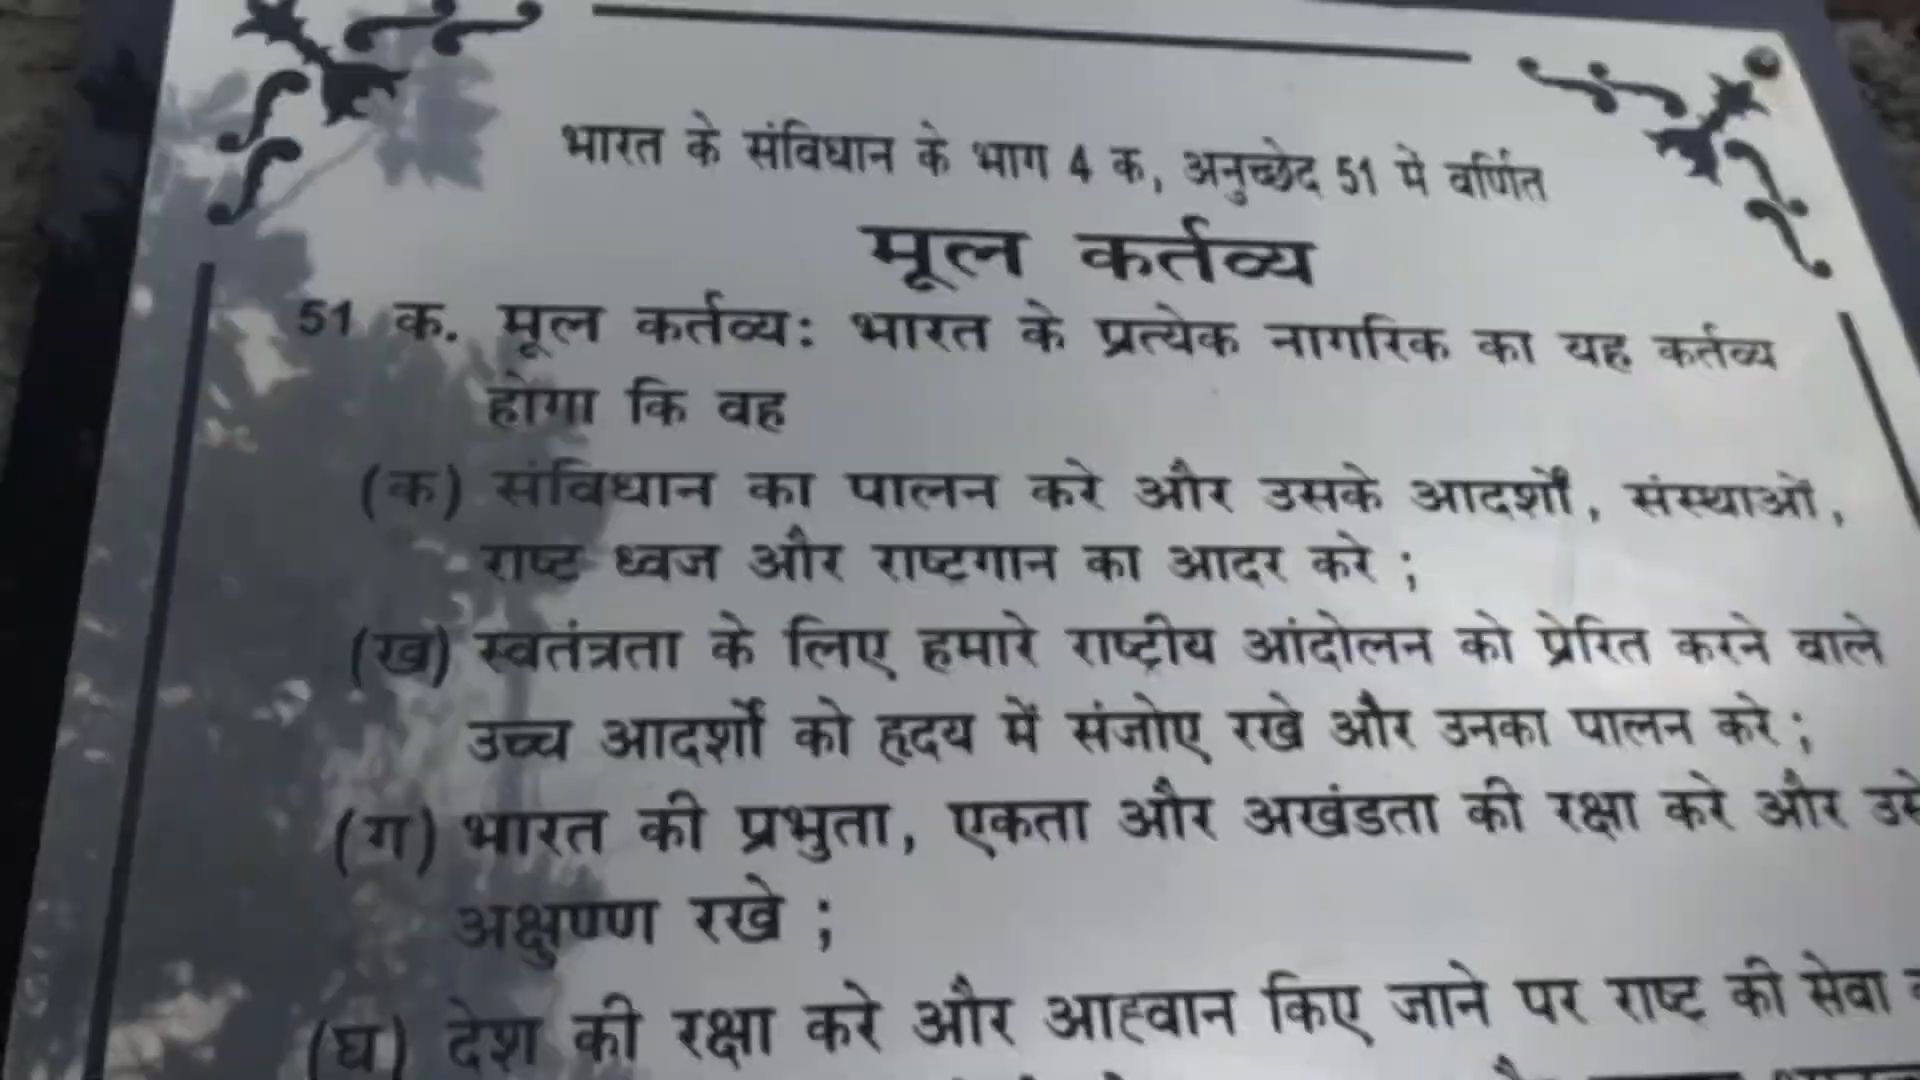 भारत के संविधान के भाग 4 क, अनुच्छेद 51 में वर्णित
मूल कर्तव्य
51 क. मूल कर्तव्य: भारत के प्रत्येक नागरिक का यह कर्तव्य
होगा कि वह
(क) संविधान का पालन करे और उसके आदर्शों, संस्थाओं,
राष्ट ध्वज और राष्टगान का आदर करे ;
(ख) स्वतंत्रता के लिए हमारे राष्ट्रीय आंदोलन को प्रेरित करने वाले
उच्च आदर्शों को हृदय में संजोए रखे और उनका पालन करे ;
(ग) भारत की प्रभुता, एकता और अखंडता की रक्षा करे और उसे
अक्षुण्ण रखे ;
(घ) देश की रक्षा करे और आह्वान किए जाने पर राष्ट की सेवा